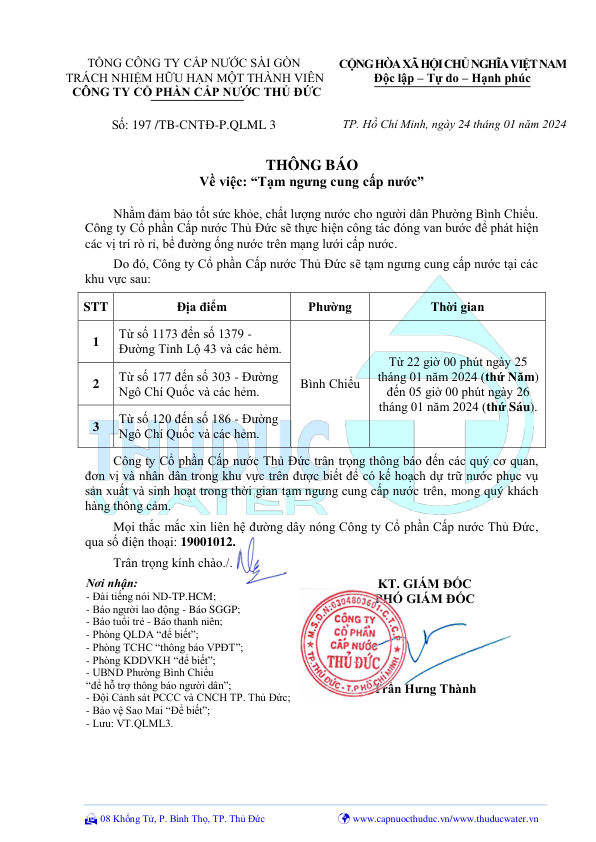 TỔNG CÔNG TY CẤP NƯỚC SÀI GÒN
TRÁCH NHIỆM HỮU HẠN MỘT THÀNH VIÊN
CÔNG TY CỔ PHẦN CẤP NƯỚC THỦ ĐỨC
CỘNG HÒA XÃ HỘI CHỦ NGHĨA VIỆT NAM
Độc lập – Tự do – Hạnh phúc
Số: 197 /TB-CNTĐ-P.QLML 3
TP. Hồ Chí Minh, ngày 24 tháng 01 năm 2024
THÔNG BÁO
Về việc: “Tạm ngưng cung cấp nước”
Nhằm đảm bảo tốt sức khỏe, chất lượng nước cho người dân Phường Bình Chiểu.
Công ty Cổ phần Cấp nước Thủ Đức sẽ thực hiện công tác đóng van bước để phát hiện
các vị trí rò rỉ, bể đường ống nước trên mạng lưới cấp nước.
Do đó, Công ty Cổ phần Cấp nước Thủ Đức sẽ tạm ngưng cung cấp nước tại các
khu vực sau:
STT Địa điểm Phường Thời gian
1
Từ số 1173 đến số 1379 -
Đường Tỉnh Lộ 43 và các hẻm.
2
Từ số 177 đến số 303 - Đường
Ngô Chí Quốc và các hẻm.
3
Từ số 120 đến số 186 - Đường
Ngô Chí Quốc và các hẻm.
Bình Chiểu
Từ 22 giờ 00 phút ngày 25
tháng 01 năm 2024 (thứ Năm)
đến 05 giờ 00 phút ngày 26
tháng 01 năm 2024 (thứ Sáu).
THUDUC
WATER
Công ty Cổ phần Cấp nước Thủ Đức trân trọng thông báo đến các quý cơ quan,
đơn vị và nhân dân trong khu vực trên được biết để có kế hoạch dự trữ nước phục vụ
sản xuất và sinh hoạt trong thời gian tạm ngưng cung cấp nước trên, mong quý khách
hàng thông cảm.
Mọi thắc mắc xin liên hệ đường dây nóng Công ty Cổ phần Cấp nước Thủ Đức,
qua số điện thoại: 19001012.
Trân trọng kính chào./.
Nơi nhận:
- Đài tiếng nói ND-TP.HCM;
- Báo người lao động - Báo SGGP;
- Báo tuổi trẻ - Báo thanh niên;
- Phòng QLDA “để biết”;
- Phòng TCHC “thông báo VPĐT”;
- Phòng KDDVKH “để biết”;
- UBND Phường Bình Chiểu
“để hỗ trợ thông báo người dân”;
- Đội Cảnh sát PCCC và CNCH TP. Thủ Đức;
- Bảo vệ Sao Mai “Để biết”;
- Lưu: VT.QLML3.
KT. GIÁM ĐỐC
PHÓ GIÁM ĐỐC
M.S.D.N:0304803601-C.T.C.P
CÔNG TY
CỔ PHẦN
CẤP NƯỚC
THỦ ĐỨC
TP.THỦ ĐỨC - T.P HỒ CHÍ MINH
Trần Hưng Thành
08 Khổng Tử, P. Bình Thọ, TP. Thủ Đức
www.capnuocthuduc.vn/www.thuducwater.vn